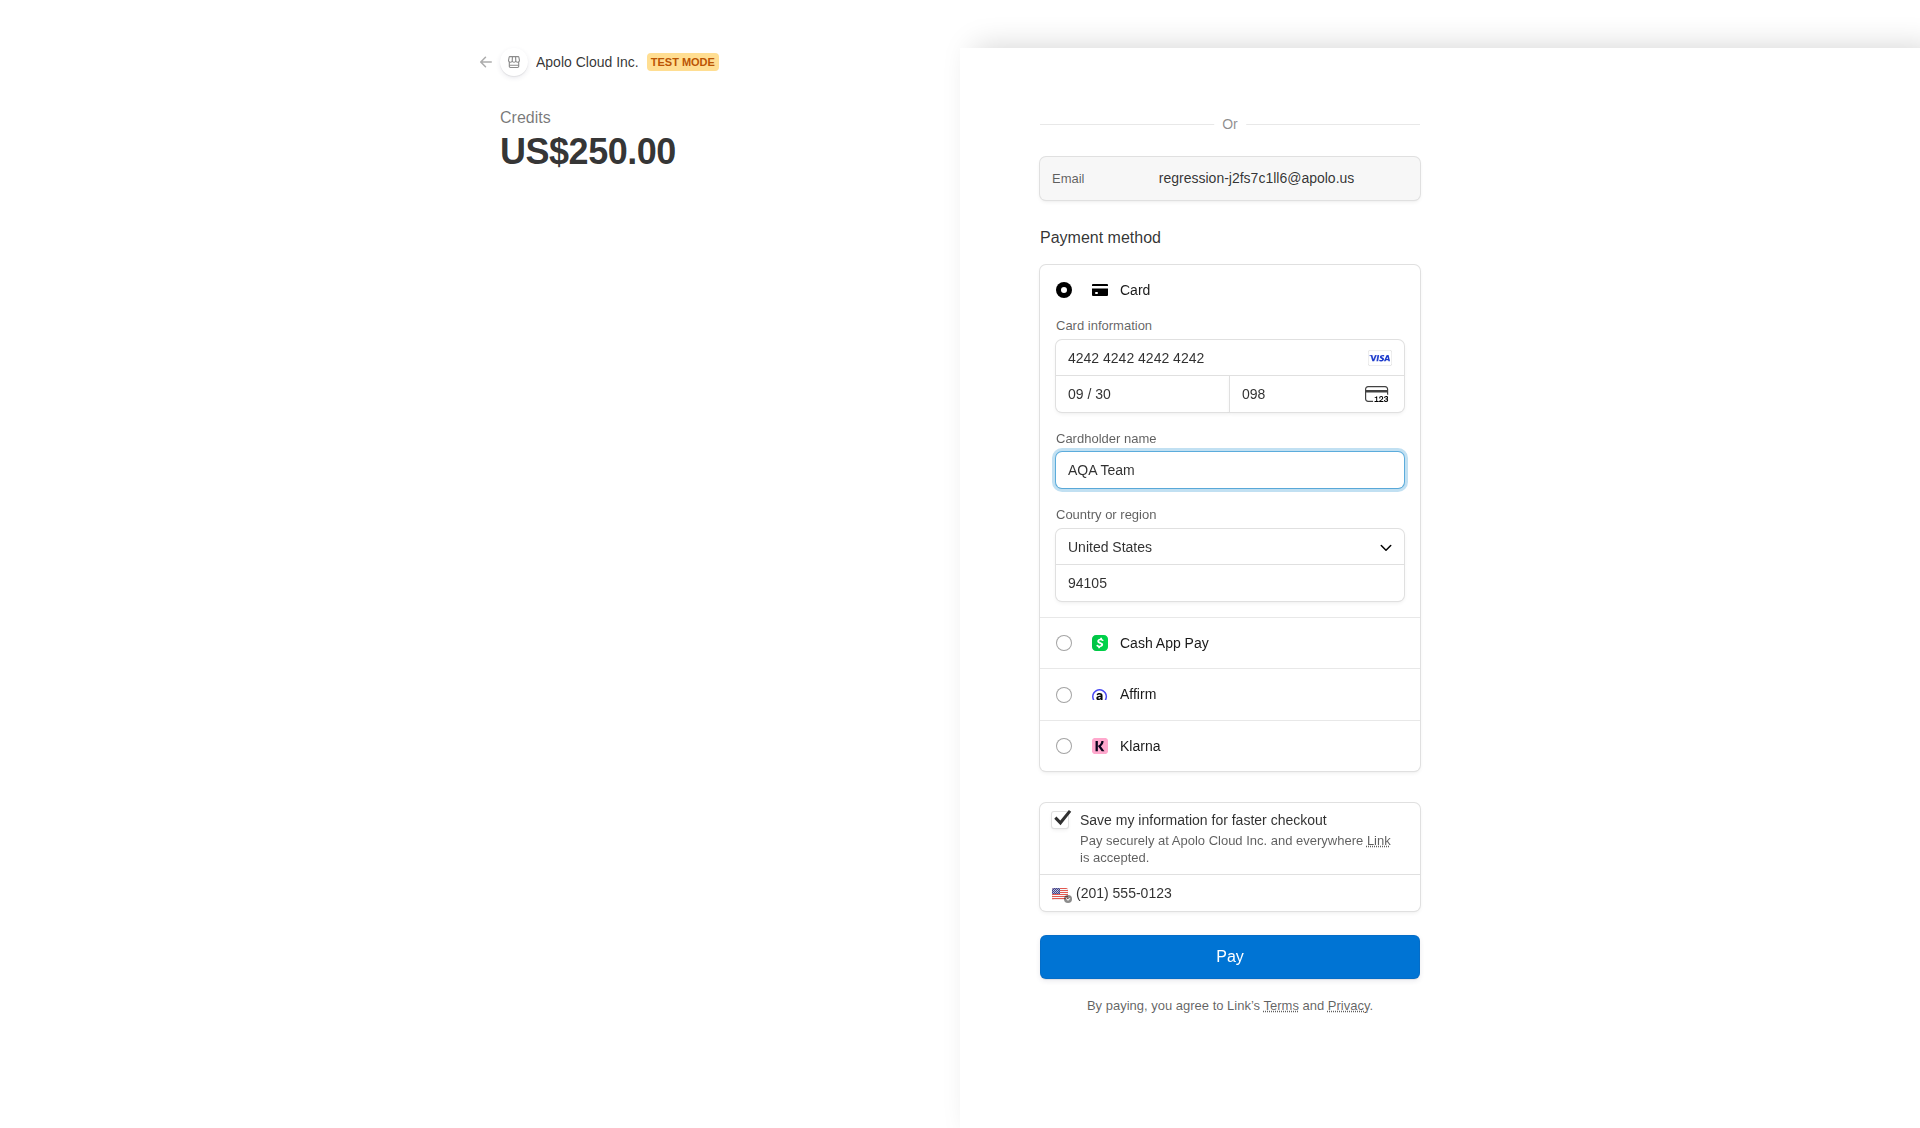 Apolo Cloud Inc. TEST MODE
Credits
US$250.00
Or
Email regression-j2fs7c1ll6@apolo.us
Payment method
Card
Card information
4242 4242 4242 4242 VISA
09 / 30 098 123
Cardholder name
AQA Team
Country or region
United States
94105
$ Cash App Pay
a Affirm
K Klarna
Save my information for faster checkout
Pay securely at Apolo Cloud Inc. and everywhere Link
is accepted.
(201) 555-0123
Pay
By paying, you agree to Link’s Terms and Privacy.